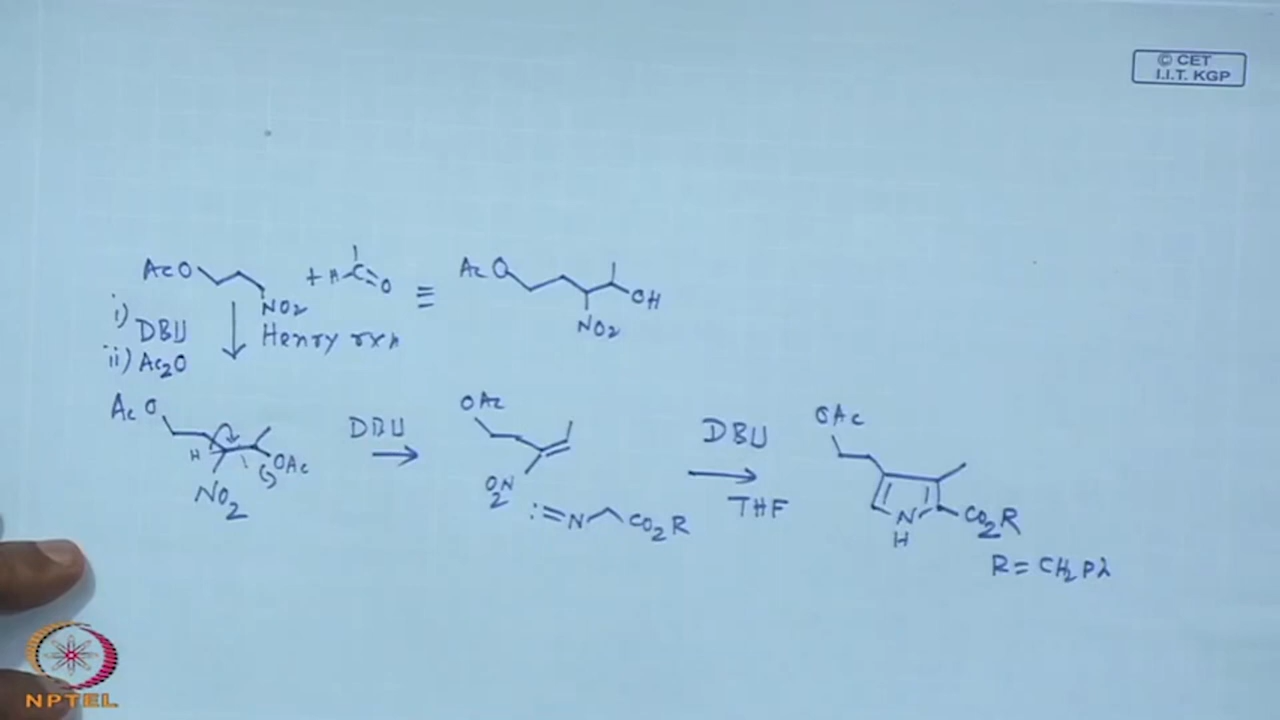 © CET
I.I.T. KGP
AcO + H C O ≡ AcO OH
NO2 NO2
i) DBU Henry rxn
ii) Ac2O
AcO H OAc NO2 DBU OAc O2N DBU OAc
:=N CO2R THF N H CO2R
R = CH2Ph
NPTEL